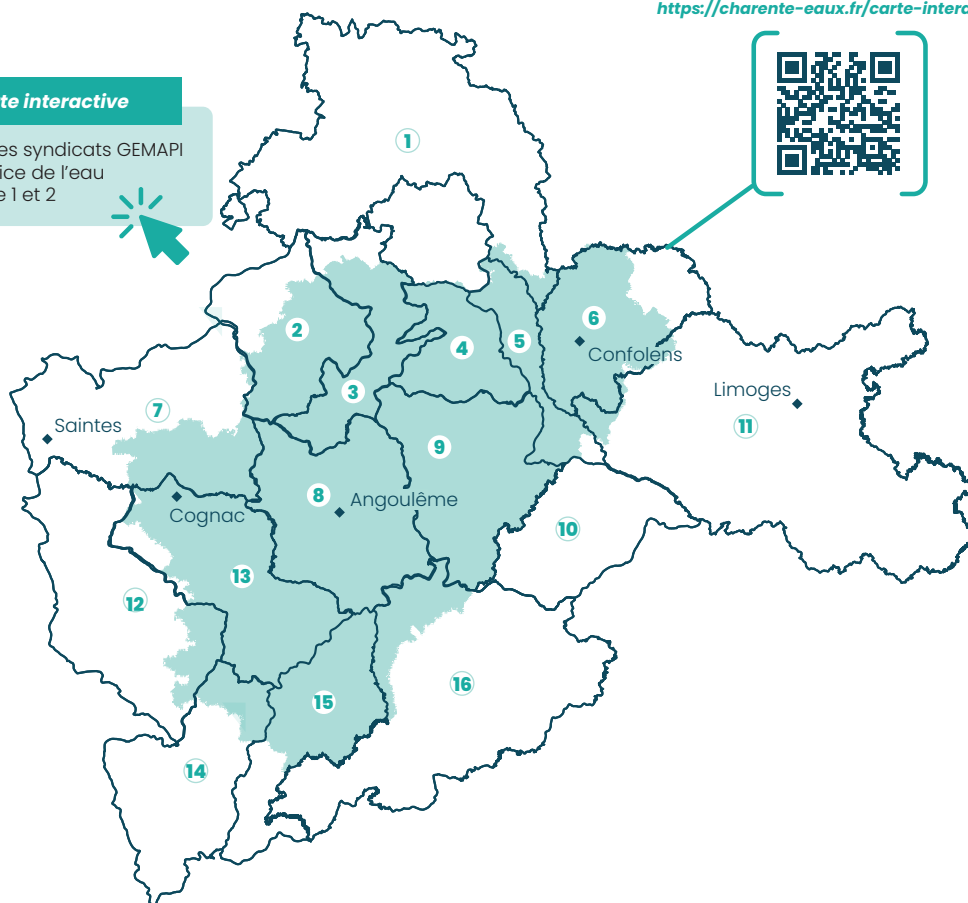 https://charente-eaux.fr/carte-intera
te interactive
es syndicats GEMAPI
ice de l’eau
e 1 et 2
1
2
3
4
5
6
Confolens
Limoges
7
Saintes
11
9
8
Angoulême
Cognac
10
13
12
16
15
14